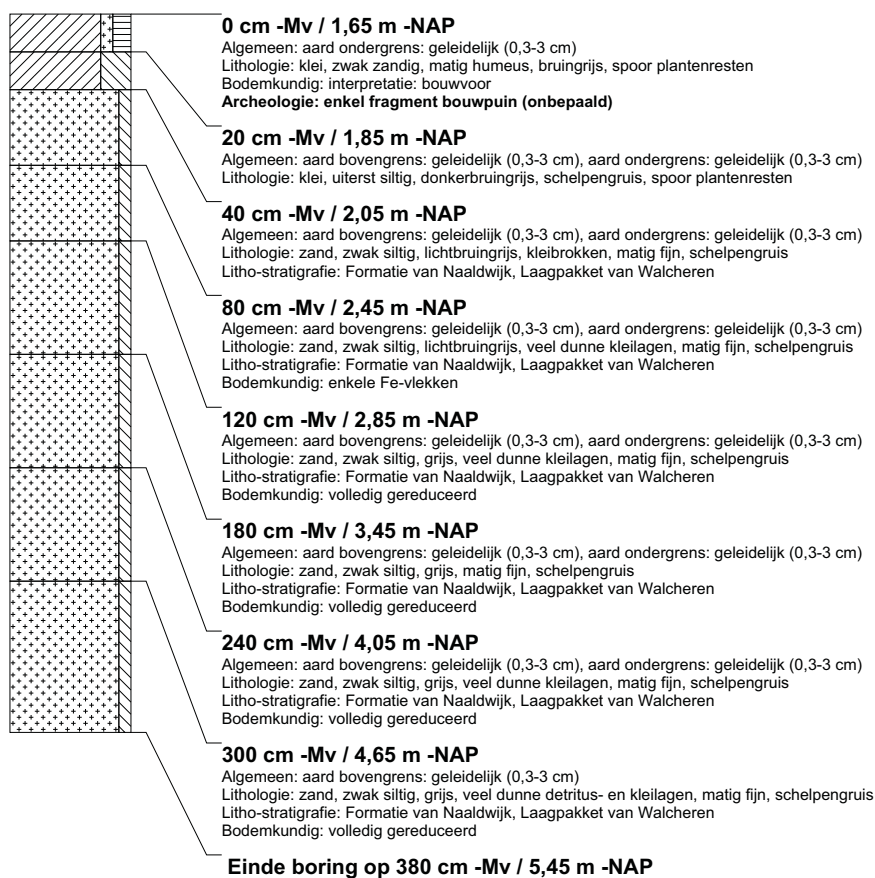 0 cm -Mv / 1,65 m -NAP
Algemeen: aard ondergrens: geleidelijk (0,3-3 cm)
Lithologie: klei, zwak zandig, matig humeus, bruingrijs, spoor plantenresten
Bodemkundig: interpretatie: bouwvoor
Archeologie: enkel fragment bouwpuin (onbepaald)
20 cm -Mv / 1,85 m -NAP
Algemeen: aard bovengrens: geleidelijk (0,3-3 cm), aard ondergrens: geleidelijk (0,3-3 cm)
Lithologie: klei, uiterst siltig, donkerbruingrijs, schelpengruis, spoor plantenresten
40 cm -Mv / 2,05 m -NAP
Algemeen: aard bovengrens: geleidelijk (0,3-3 cm), aard ondergrens: geleidelijk (0,3-3 cm)
Lithologie: zand, zwak siltig, lichtbruingrijs, kleibrokken, matig fijn, schelpengruis
Litho-stratigrafie: Formatie van Naaldwijk, Laagpakket van Walcheren
80 cm -Mv / 2,45 m -NAP
Algemeen: aard bovengrens: geleidelijk (0,3-3 cm), aard ondergrens: geleidelijk (0,3-3 cm)
Lithologie: zand, zwak siltig, lichtbruingrijs, veel dunne kleilagen, matig fijn, schelpengruis
Litho-stratigrafie: Formatie van Naaldwijk, Laagpakket van Walcheren
Bodemkundig: enkele Fe-vlekken
120 cm -Mv / 2,85 m -NAP
Algemeen: aard bovengrens: geleidelijk (0,3-3 cm), aard ondergrens: geleidelijk (0,3-3 cm)
Lithologie: zand, zwak siltig, grijs, veel dunne kleilagen, matig fijn, schelpengruis
Litho-stratigrafie: Formatie van Naaldwijk, Laagpakket van Walcheren
Bodemkundig: volledig gereduceerd
180 cm -Mv / 3,45 m -NAP
Algemeen: aard bovengrens: geleidelijk (0,3-3 cm), aard ondergrens: geleidelijk (0,3-3 cm)
Lithologie: zand, zwak siltig, grijs, matig fijn, schelpengruis
Litho-stratigrafie: Formatie van Naaldwijk, Laagpakket van Walcheren
Bodemkundig: volledig gereduceerd
240 cm -Mv / 4,05 m -NAP
Algemeen: aard bovengrens: geleidelijk (0,3-3 cm), aard ondergrens: geleidelijk (0,3-3 cm)
Lithologie: zand, zwak siltig, grijs, veel dunne kleilagen, matig fijn, schelpengruis
Litho-stratigrafie: Formatie van Naaldwijk, Laagpakket van Walcheren
Bodemkundig: volledig gereduceerd
300 cm -Mv / 4,65 m -NAP
Algemeen: aard bovengrens: geleidelijk (0,3-3 cm)
Lithologie: zand, zwak siltig, grijs, veel dunne detritus- en kleilagen, matig fijn, schelpengruis
Litho-stratigrafie: Formatie van Naaldwijk, Laagpakket van Walcheren
Bodemkundig: volledig gereduceerd
Einde boring op 380 cm -Mv / 5,45 m -NAP